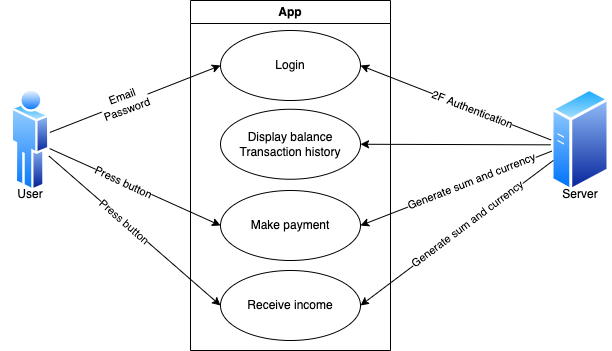 App
Login
Email
Password
2F Authentication
Display balance
Transaction history
Press button
Generate sum and currency
User
Server
Make payment
Press button
Generate sum and currency
Receive income